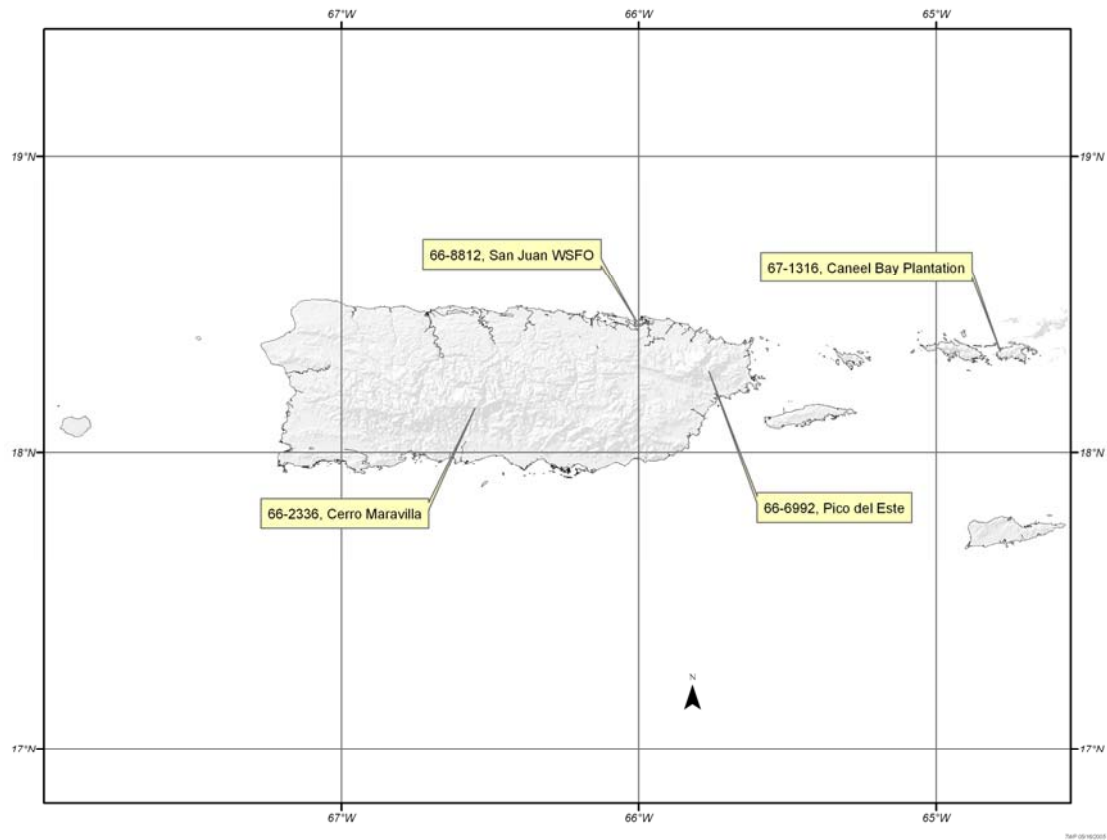 67°W
66°W
65°W
19°N
19°N
66-8812, San Juan WSFO
67-1316, Caneel Bay Plantation
18°N
18°N
66-2336, Cerro Maravilla
66-6992, Pico del Este
N
17°N
17°N
67°W
66°W
65°W